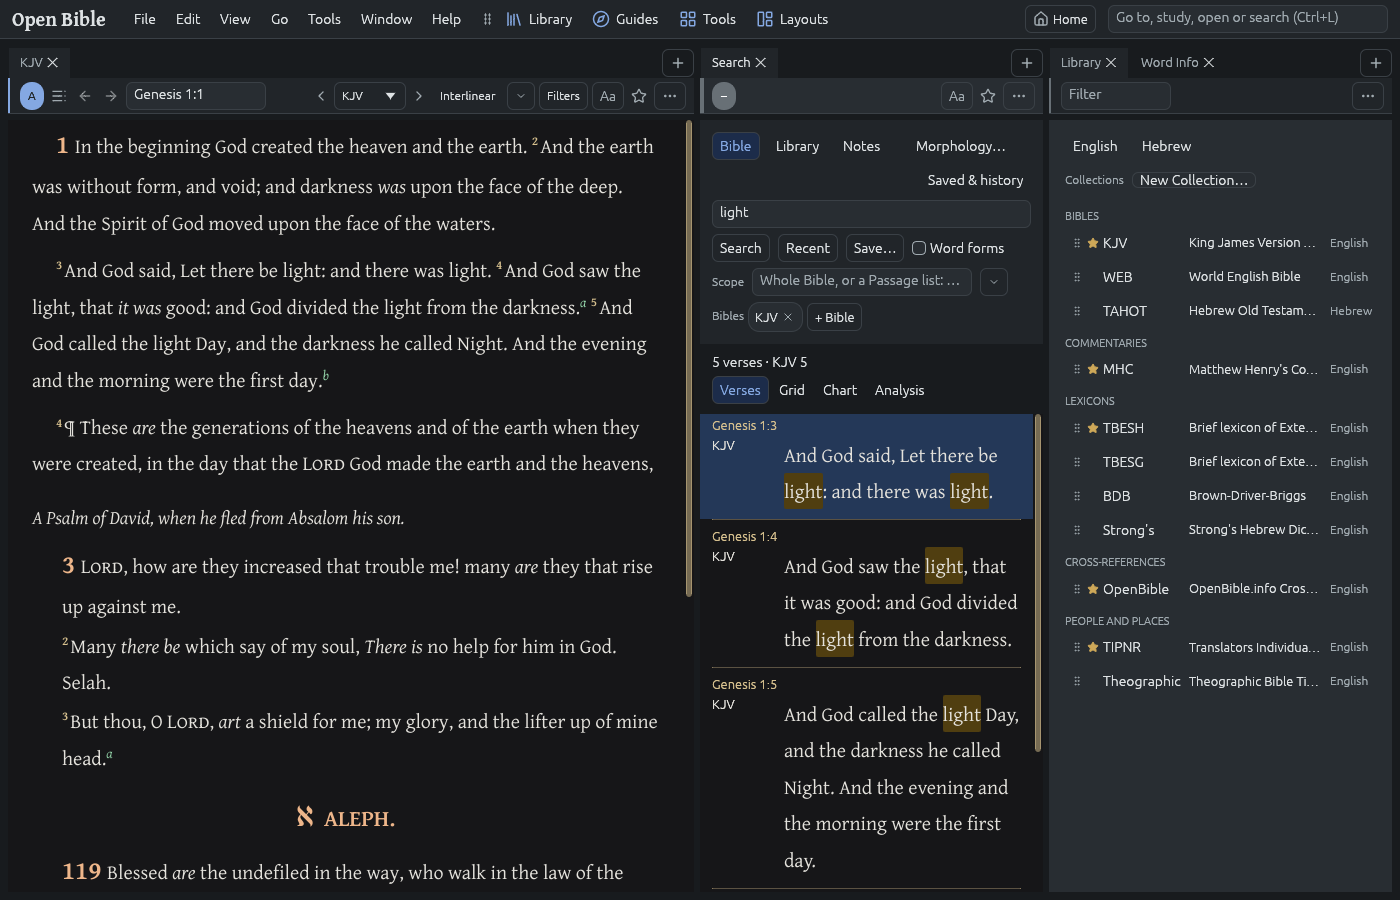 Open Bible File Edit View Go Tools Window Help Library Guides Tools Layouts Home Go to, study, open or search (Ctrl+L)
KJV
A Genesis 1:1 KJV Interlinear Filters Aa
1 In the beginning God created the heaven and the earth. 2 And the earth
was without form, and void; and darkness was upon the face of the deep.
And the Spirit of God moved upon the face of the waters.
3 And God said, Let there be light: and there was light. 4 And God saw the
light, that it was good: and God divided the light from the darkness.a 5 And
God called the light Day, and the darkness he called Night. And the evening
and the morning were the first day.b
4 ¶ These are the generations of the heavens and of the earth when they
were created, in the day that the LORD God made the earth and the heavens,
A Psalm of David, when he fled from Absalom his son.
3 LORD, how are they increased that trouble me! many are they that rise
up against me.
2 Many there be which say of my soul, There is no help for him in God.
Selah.
3 But thou, O LORD, art a shield for me; my glory, and the lifter up of mine
head.a
א ALEPH.
119 Blessed are the undefiled in the way, who walk in the law of the
Search
Aa
Bible Library Notes Morphology…
Saved & history
light
Search Recent Save… Word forms
Scope Whole Bible, or a Passage list: …
Bibles KJV + Bible
5 verses · KJV 5
Verses Grid Chart Analysis
Genesis 1:3
KJV
And God said, Let there be
light: and there was light.
Genesis 1:4
KJV
And God saw the light, that
it was good: and God divided
the light from the darkness.
Genesis 1:5
KJV
And God called the light Day,
and the darkness he called
Night. And the evening and
the morning were the first
day.
Library Word Info
Filter
English Hebrew
Collections New Collection…
BIBLES
KJV King James Version … English
WEB World English Bible English
TAHOT Hebrew Old Testam… Hebrew
COMMENTARIES
MHC Matthew Henry's Co… English
LEXICONS
TBESH Brief lexicon of Exte… English
TBESG Brief lexicon of Exte… English
BDB Brown-Driver-Briggs English
Strong's Strong's Hebrew Dic… English
CROSS-REFERENCES
OpenBible OpenBible.info Cros… English
PEOPLE AND PLACES
TIPNR Translators Individua… English
Theographic Theographic Bible Ti… English